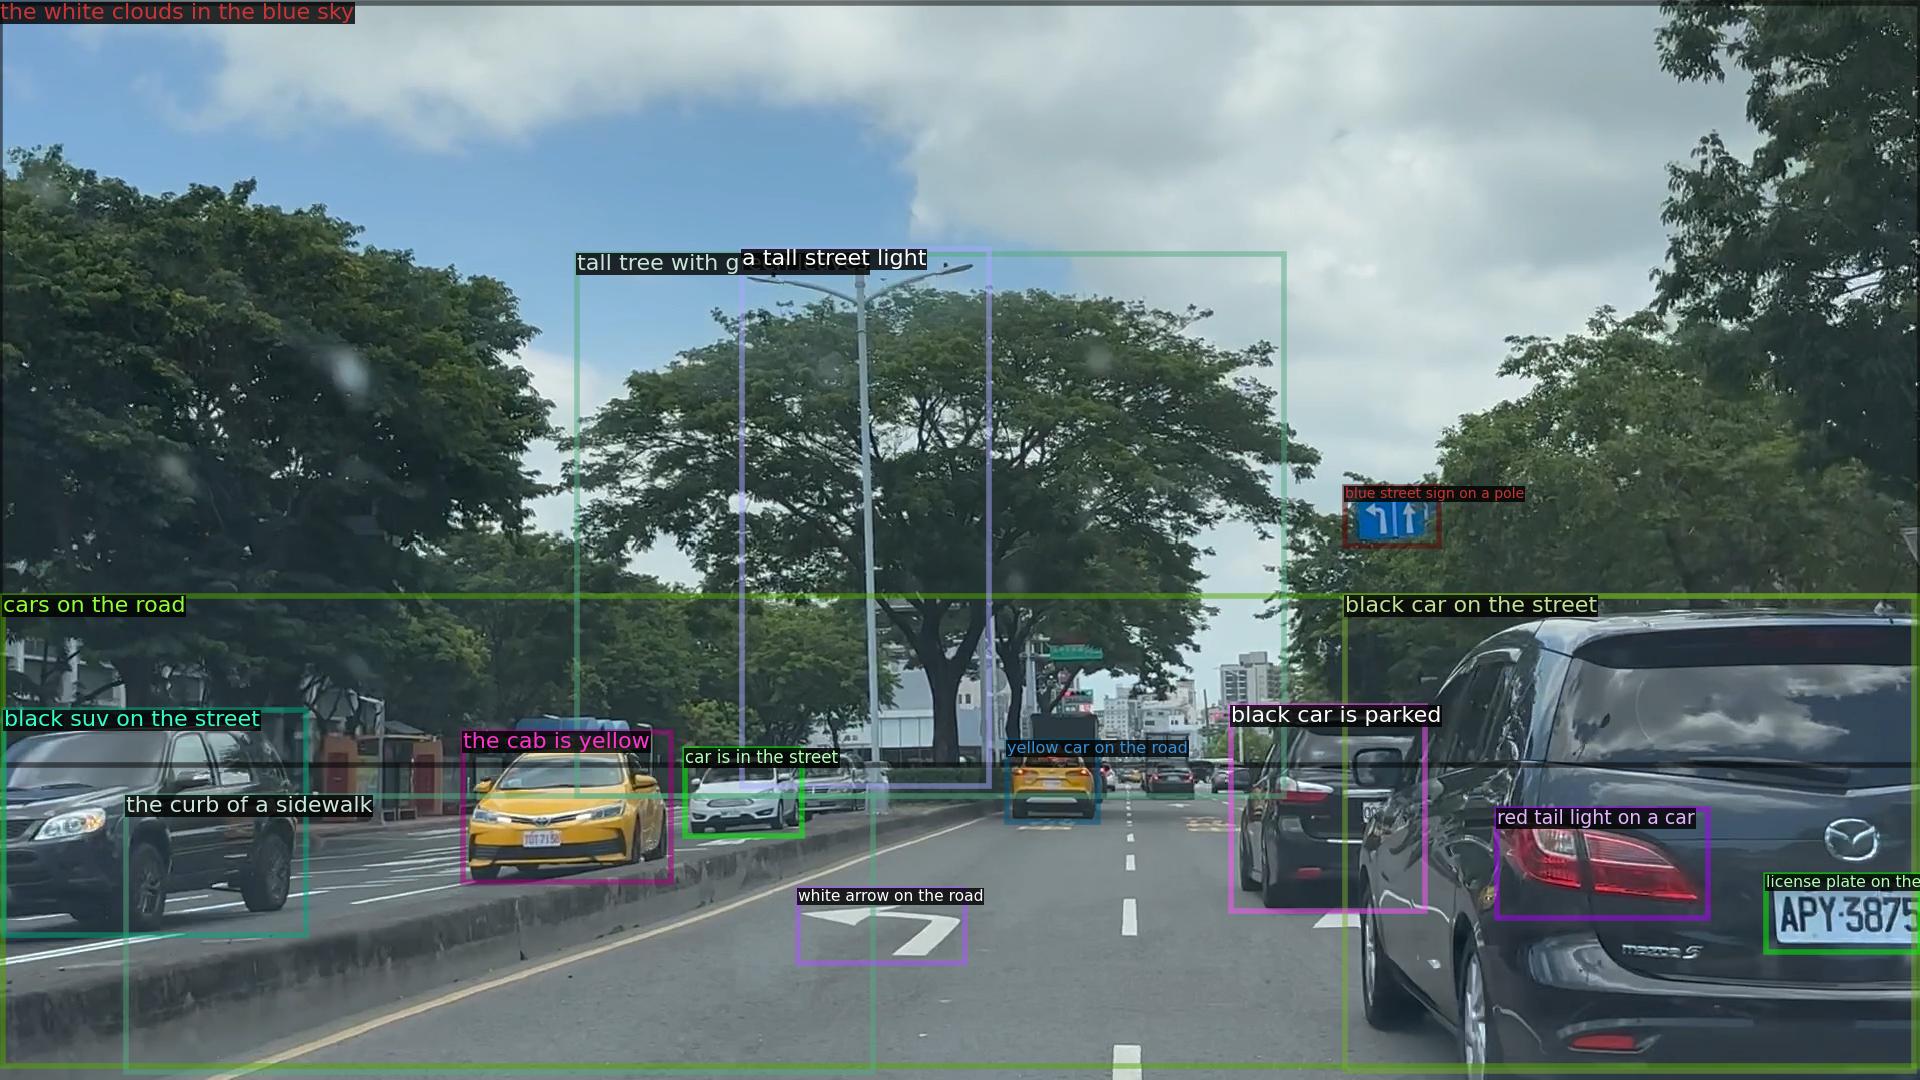 the white clouds in the blue sky
tall tree with g
a tall street light
blue street sign on a pole
cars on the road
black car on the street
black suv on the street
black car is parked
the cab is yellow
yellow car on the road
car is in the street
the curb of a sidewalk
red tail light on a car
license plate on the
white arrow on the road
APY-3875
mazda 5